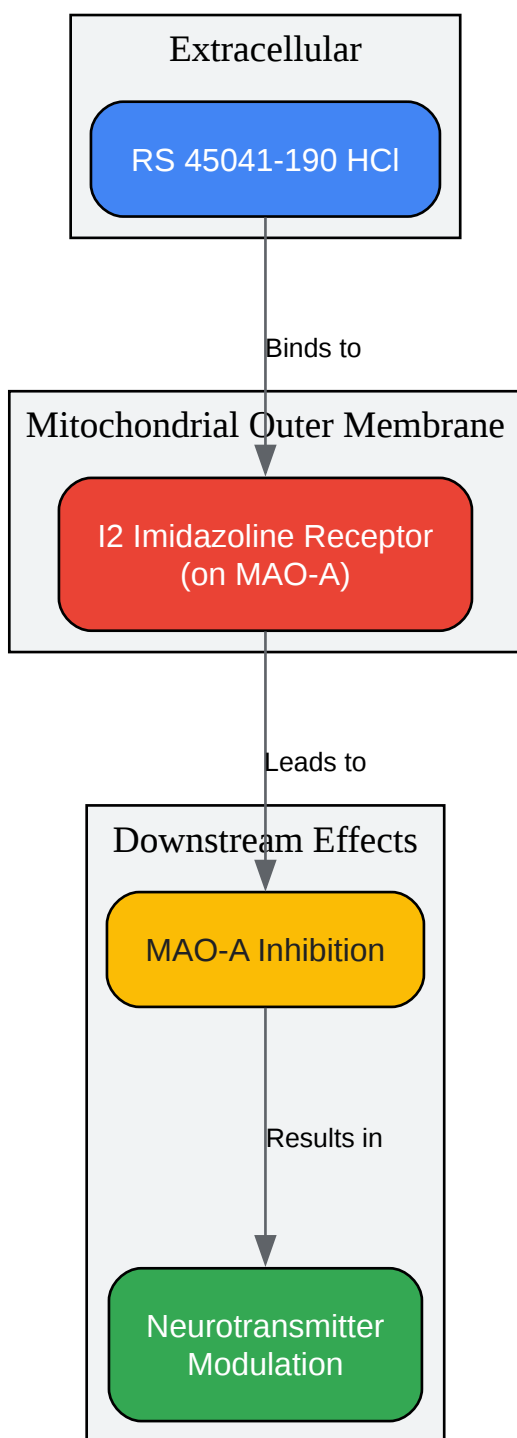 Extracellular
RS 45041-190 HCl
Binds to
Mitochondrial Outer Membrane
I2 Imidazoline Receptor
(on MAO-A)
Leads to
Downstream Effects
MAO-A Inhibition
Results in
Neurotransmitter
Modulation